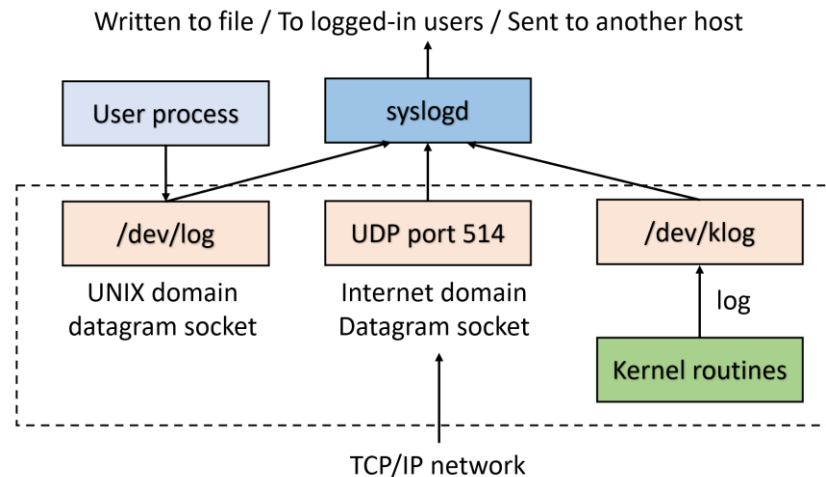 Written to file / To logged-in users / Sent to another host
User process
syslogd
/dev/log
UDP port 514
/dev/klog
UNIX domain
datagram socket
Internet domain
Datagram socket
log
Kernel routines
TCP/IP network